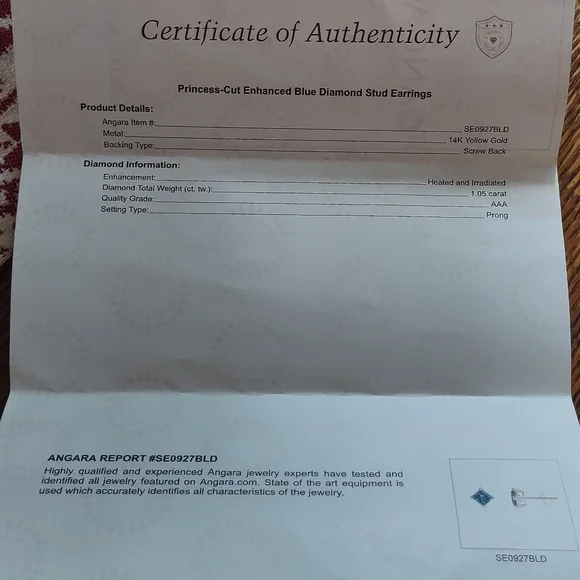 Certificate of Authenticity
Princess-Cut Enhanced Blue Diamond Stud Earrings
Product Details:
Angara Item #: SE0927BLD
Metal: 14K Yellow Gold
Backing Type: Screw Back
Diamond Information:
Enhancement: Heated and Irradiated
Diamond Total Weight (ct. tw.): 1.05 carat
Quality Grade: AAA
Setting Type: Prong
ANGARA REPORT #SE0927BLD
Highly qualified and experienced Angara jewelry experts have tested and
identified all jewelry featured on Angara.com. State of the art equipment is
used which accurately identifies all characteristics of the jewelry.
SE0927BLD